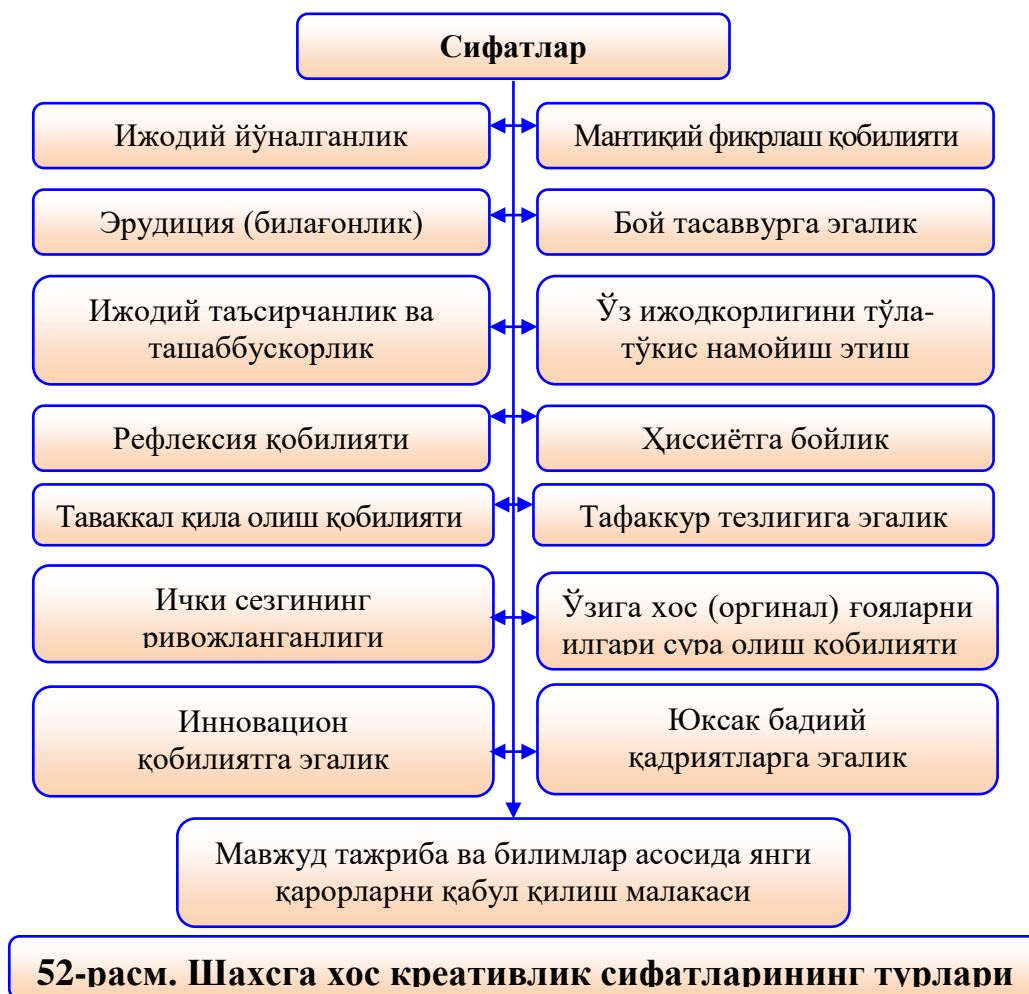 Сифатлар
Ижодий йўналганлик
Мантиқий фикрлаш қобилияти
Эрудиция (билағонлик)
Бой тасаввурга эгалик
Ижодий таъсирчанлик ва
ташаббускорлик
Ўз ижодкорлигини тўла-
тўкис намойиш этиш
Рефлексия қобилияти
Ҳиссиётга бойлик
Таваккал қила олиш қобилияти
Тафаккур тезлигига эгалик
Ички сезгининг
ривожланганлиги
Ўзига хос (оргинал) ғояларни
илгари сура олиш қобилияти
Инновацион
қобилиятга эгалик
Юксак бадиий
қадриятларга эгалик
Мавжуд тажриба ва билимлар асосида янги
қарорларни қабул қилиш малакаси
52-расм. Шахсга хос креативлик сифатларининг турлари